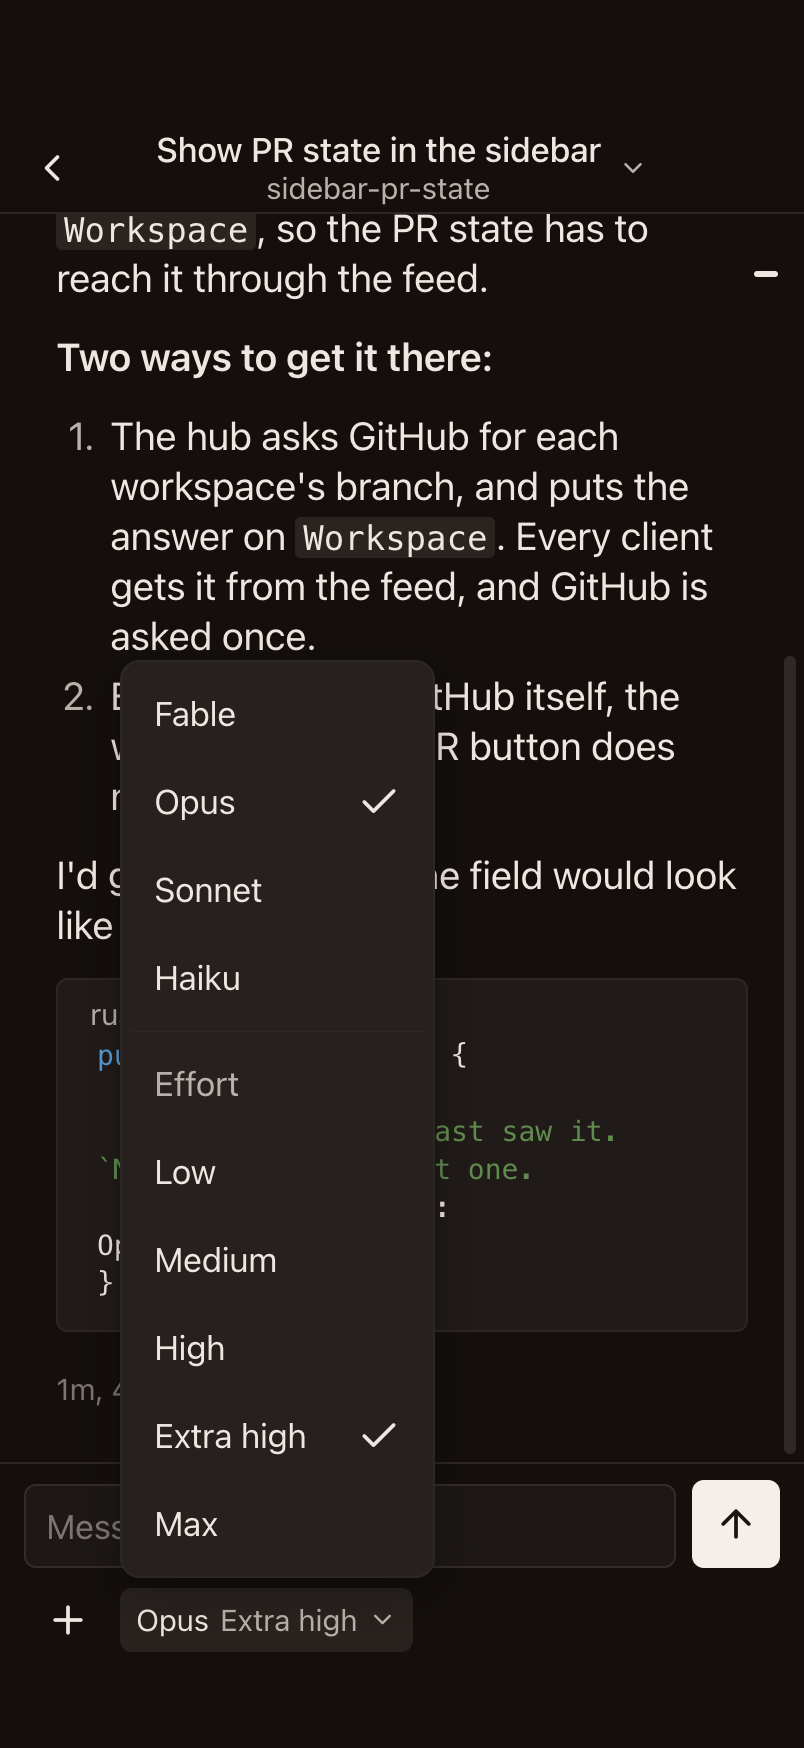 Show PR state in the sidebar
sidebar-pr-state
Workspace, so the PR state has to
reach it through the feed.
Two ways to get it there:
1. The hub asks GitHub for each
workspace's branch, and puts the
answer on Workspace. Every client
gets it from the feed, and GitHub is
asked once.
2. itself, the
button does
I'd field would look
like
{
saw it.
one.
:
}
1m,
Fable
Opus
Sonnet
Haiku
Effort
Low
Medium
High
Extra high
Max
Opus Extra high